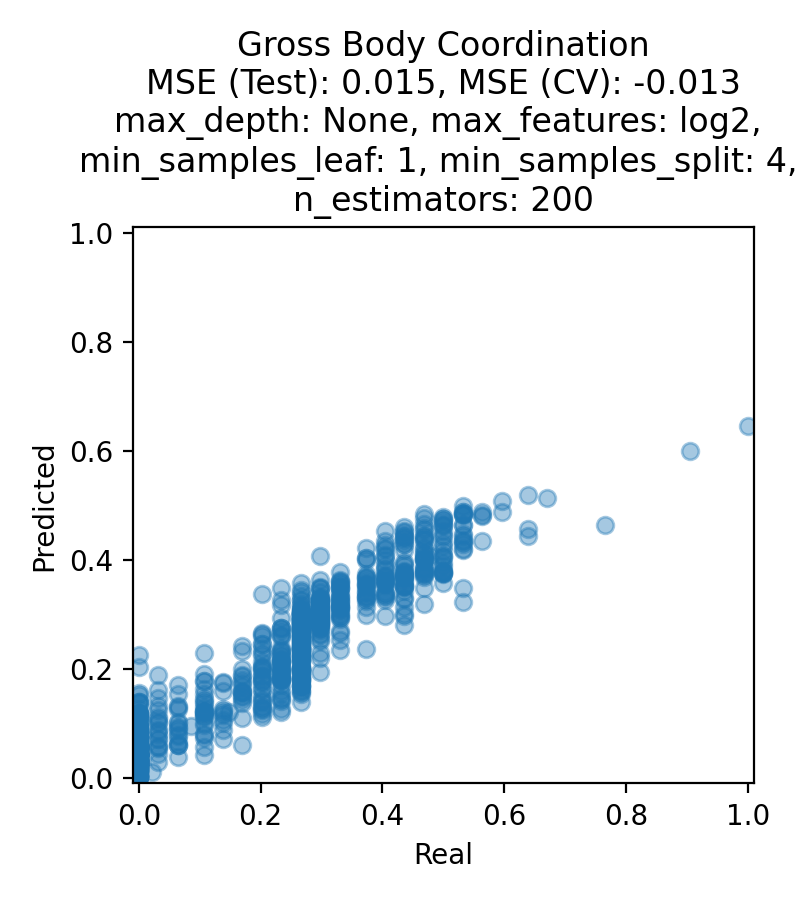 Gross Body Coordination
MSE (Test): 0.015, MSE (CV): -0.013
max_depth: None, max_features: log2,
min_samples_leaf: 1, min_samples_split: 4,
n_estimators: 200
1.0
0.8
0.6
0.4
0.2
0.0
Predicted
0.0 0.2 0.4 0.6 0.8 1.0
Real